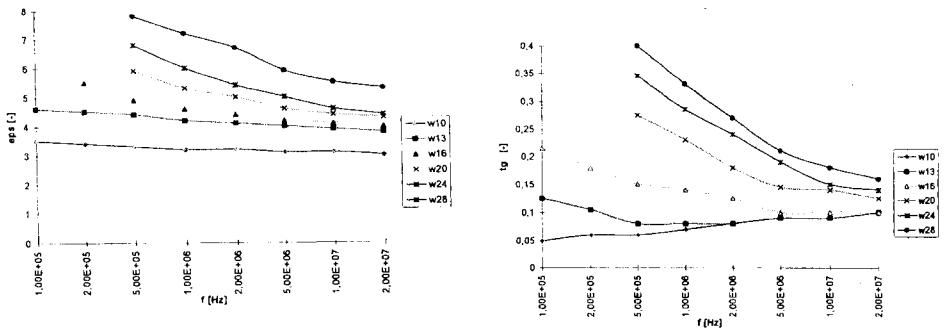 8
7
6
5
4
3
2
1
0
eps [-]
1,00E+05
2,00E+05
5,00E+05
1,00E+06
2,00E+06
5,00E+06
1,00E+07
2,00E+07
f [Hz]
w10
w13
w16
w20
w24
w28
0,4
0,35
0,3
0,25
0,2
0,15
0,1
0,05
0
tg [-]
1,00E+05
2,00E+05
5,00E+05
1,00E+06
2,00E+06
5,00E+06
1,00E+07
2,00E+07
f [Hz]
w10
w13
w16
w20
w24
w28